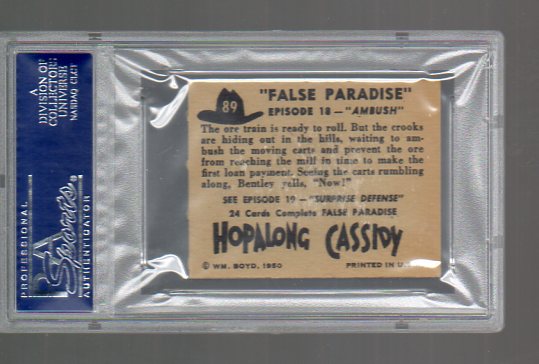 A
DIVISION OF
COLLECTORS
UNIVERSE
NASDAQ: CLCT
PROFESSIONAL
PSA
Sports
AUTHENTICATOR
89
"FALSE PARADISE"
EPISODE 18 — "AMBUSH"
The ore train is ready to roll. But the crooks
are hiding out in the hills, waiting to am-
bush the moving carts and prevent the ore
from reaching the mill in time to make the
first loan payment. Seeing the carts rumbling
along, Bentley yells, "Now!"
SEE EPISODE 19 — "SURPRISE DEFENSE"
24 Cards Complete FALSE PARADISE
HOPALONG CASSIDY
© WM. BOYD, 1950
PRINTED IN U.